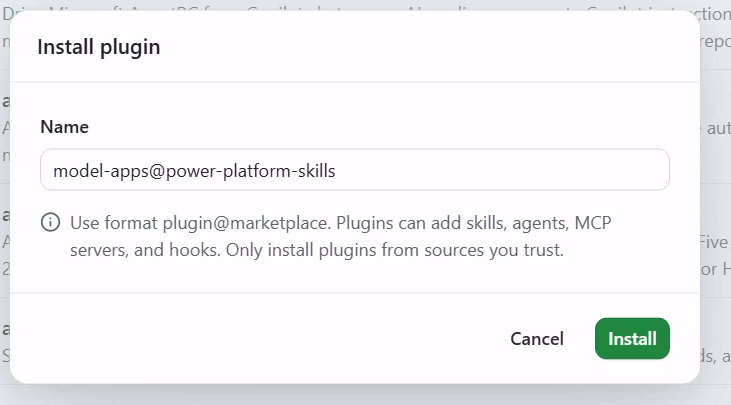 Install plugin
Name
model-apps@power-platform-skills
Use format plugin@marketplace. Plugins can add skills, agents, MCP
servers, and hooks. Only install plugins from sources you trust.
Cancel
Install